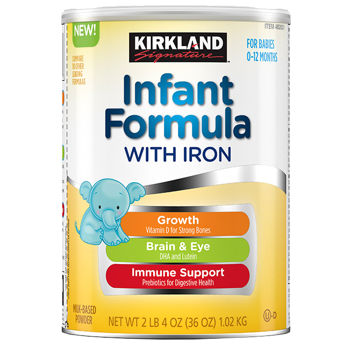 NEW!
ITEM
KIRKLAND
Signature
FOR BABIES
0-12 MONTHS
Infant
Formula
WITH IRON
Growth
Vitamin D for Strong Bones
Brain & Eye
DHA and Lutein
Immune Support
Prebiotics for Digestive Health
MILK-BASED
POWDER
U-D
NET WT 2 LB 4 OZ (36 OZ) 1.02 KG